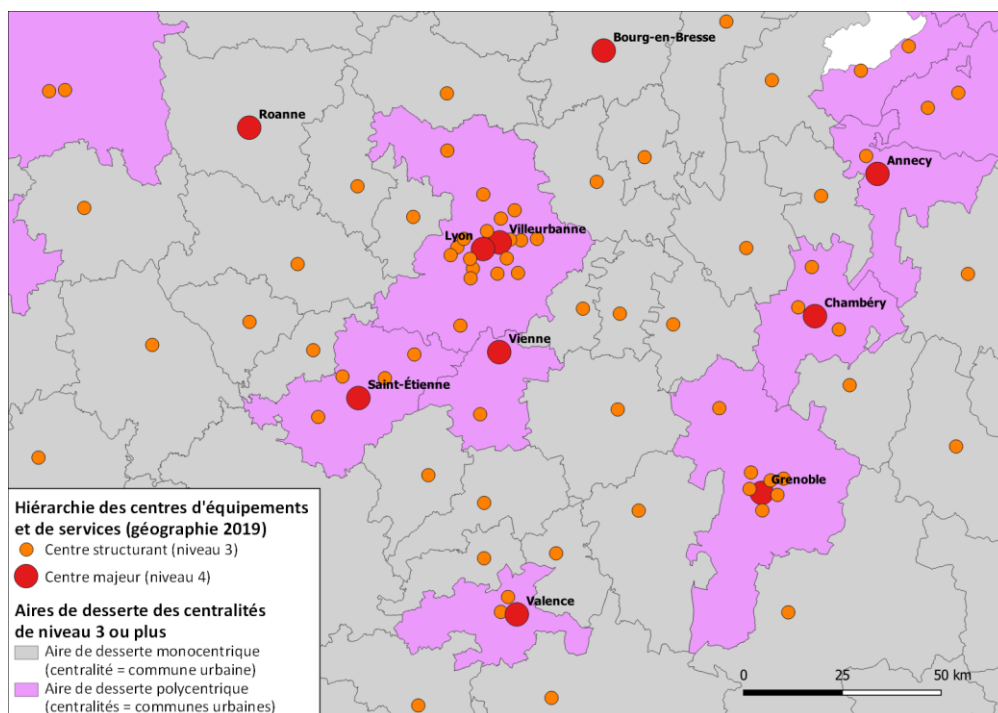 Bourg-en-Bresse
Roanne
Annecy
Lyon
Villeurbanne
Chambéry
Vienne
Saint-Étienne
Grenoble
Valence
Hiérarchie des centres d'équipements
et de services (géographie 2019)
Centre structurant (niveau 3)
Centre majeur (niveau 4)
Aires de desserte des centralités
de niveau 3 ou plus
Aire de desserte monocentrique
(centralité = commune urbaine)
Aire de desserte polycentrique
(centralités = communes urbaines)
0 25 50 km